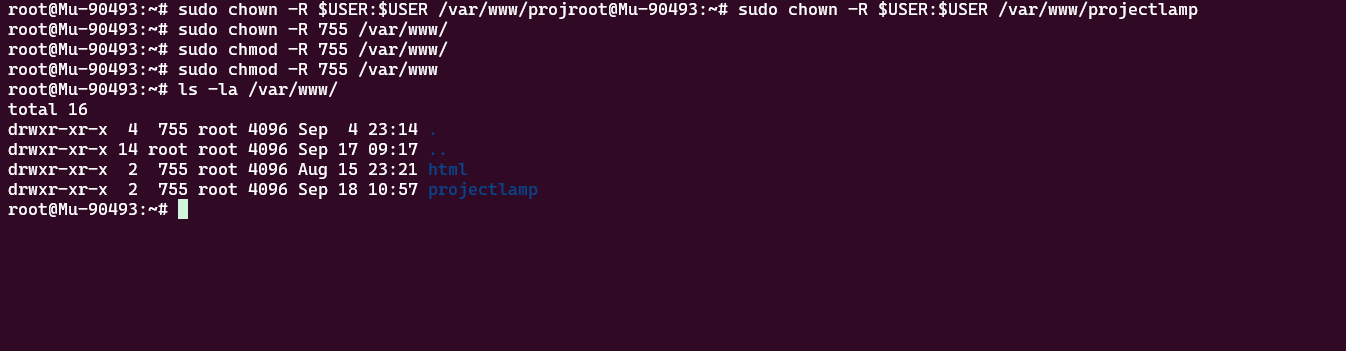 root@Mu-90493:~# sudo chown -R $USER:$USER /var/www/projroot@Mu-90493:~# sudo chown -R $USER:$USER /var/www/projectlamp
root@Mu-90493:~# sudo chown -R 755 /var/www/
root@Mu-90493:~# sudo chmod -R 755 /var/www/
root@Mu-90493:~# sudo chmod -R 755 /var/www
root@Mu-90493:~# ls -la /var/www/
total 16
drwxr-xr-x  4  755 root 4096 Sep  4 23:14 .
drwxr-xr-x 14 root root 4096 Sep 17 09:17 ..
drwxr-xr-x  2  755 root 4096 Aug 15 23:21 html
drwxr-xr-x  2  755 root 4096 Sep 18 10:57 projectlamp
root@Mu-90493:~#